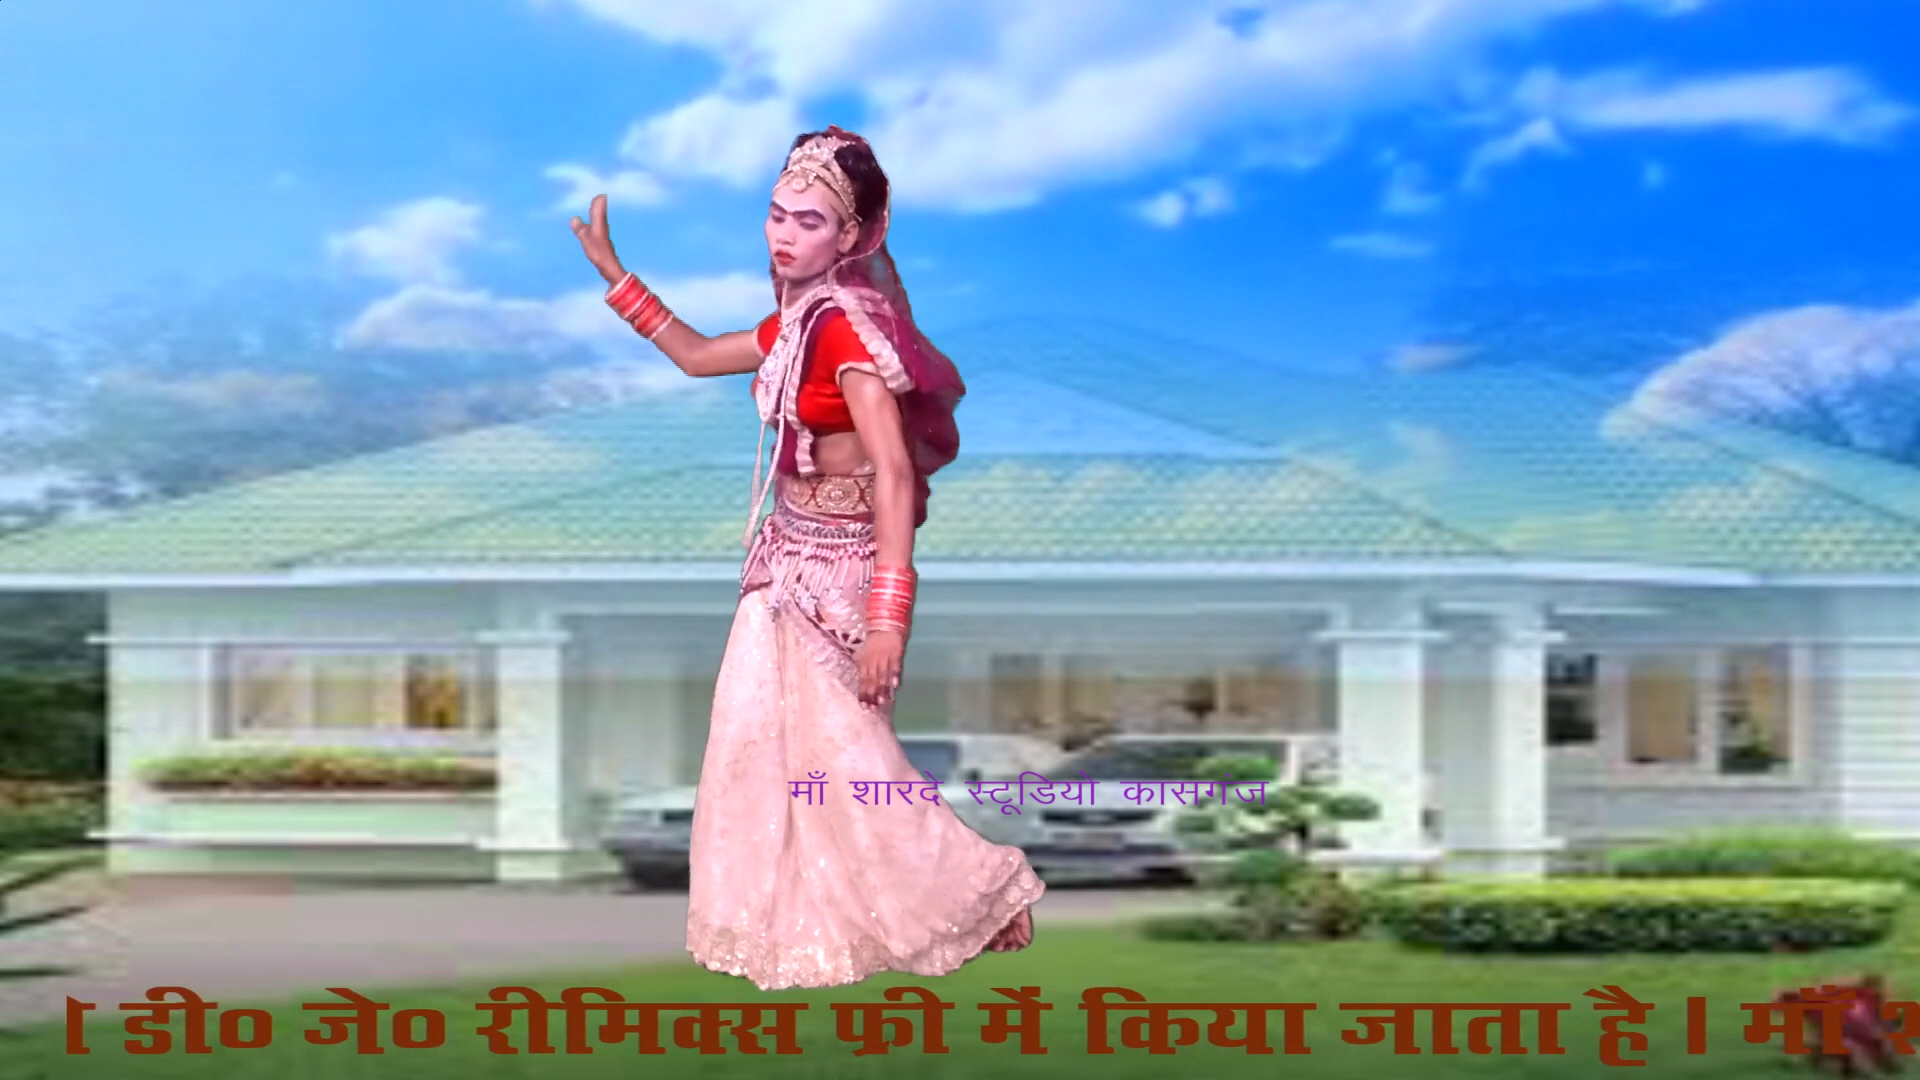 माँ शारदे स्टूडियो कासगंज
डी० जे० रीमिक्स फ्री में किया जाता है । माँ